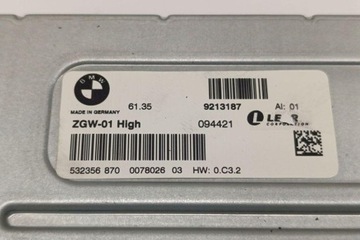 BMW
MADE IN GERMANY
61.35 9213187 AI: 01
ZGW-01 High 094421
CORPORATION
532356 870 0078026 03 HW: 0.C3.2